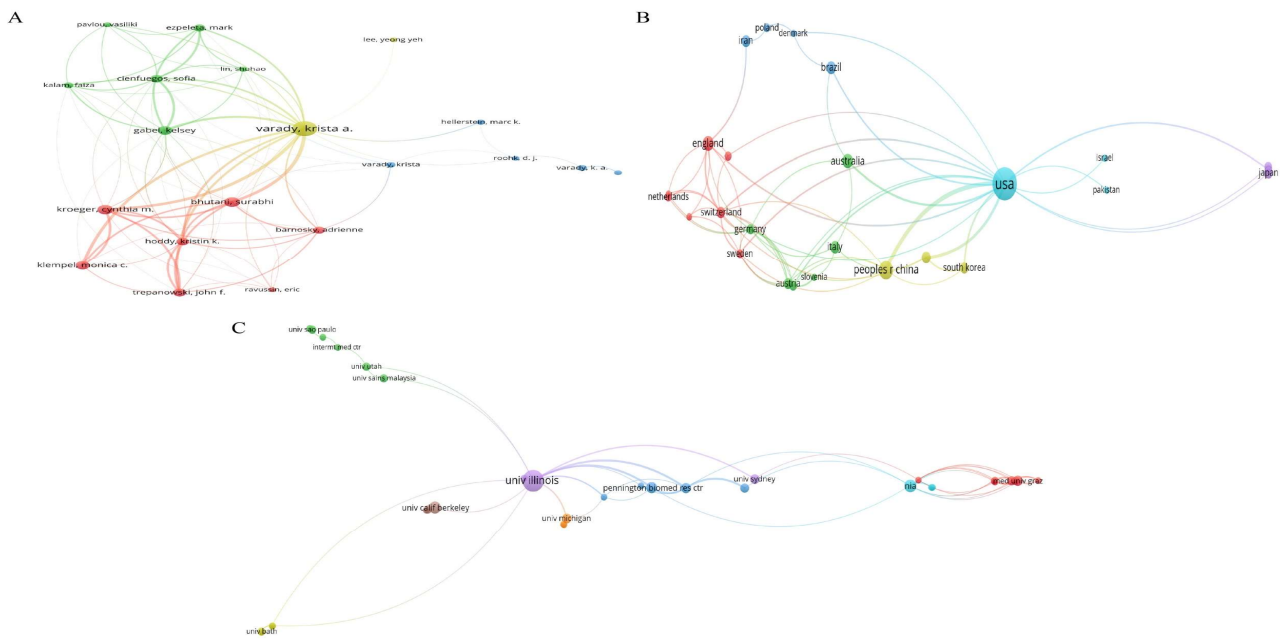 A
pavlou, vasiliki
ezpeleta, mark
lee, yeong yeh
lin, shuhao
cienfuegos, sofia
kalam, faiza
gabel, kelsey
varady, krista a.
hellerstein, marc k.
roohk, d. j.
varady, krista
varady, k. a.
bhutani, surabhi
kroeger, cynthia m.
barnosky, adrienne
hoddy, kristin k.
klempel, monica c.
ravussin, eric
trepanowski, john f.
B
poland
denmark
iran
brazil
england
australia
israel
japan
usa
netherlands
pakistan
switzerland
germany
italy
sweden
peoples r china
south korea
slovenia
austria
C
univ sao paulo
intermt med ctr
univ utah
univ sains malaysia
univ illinois
univ sydney
pennington biomed res ctr
nia
med univ graz
univ calif berkeley
univ michigan
univ bath